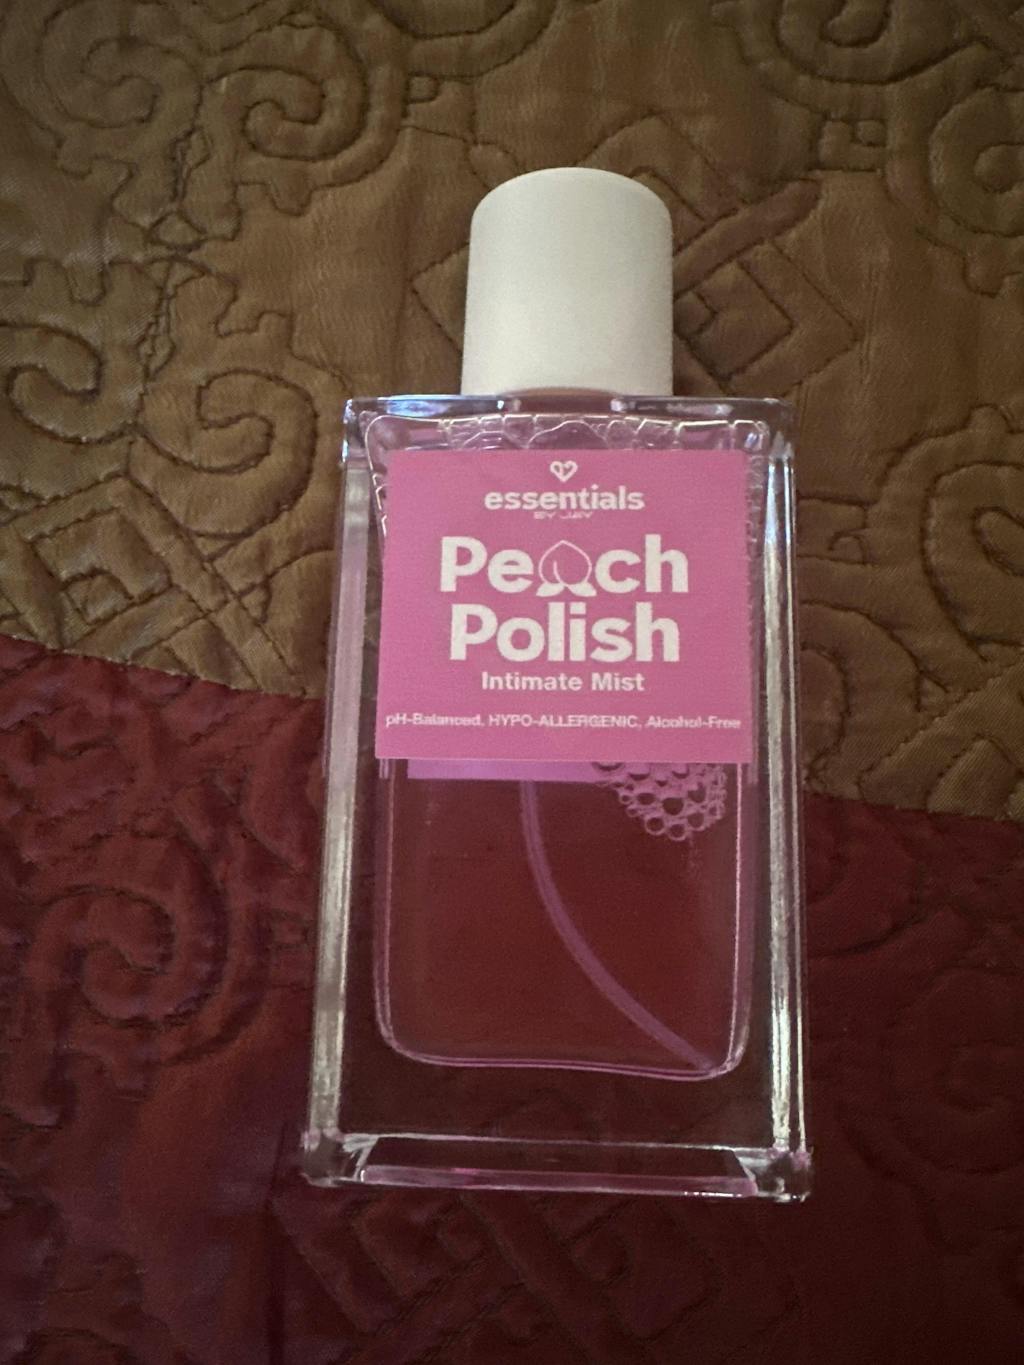 essentials
BY JAY
Peach
Polish
Intimate Mist
pH-Balanced, HYPO-ALLERGENIC, Alcohol-Free